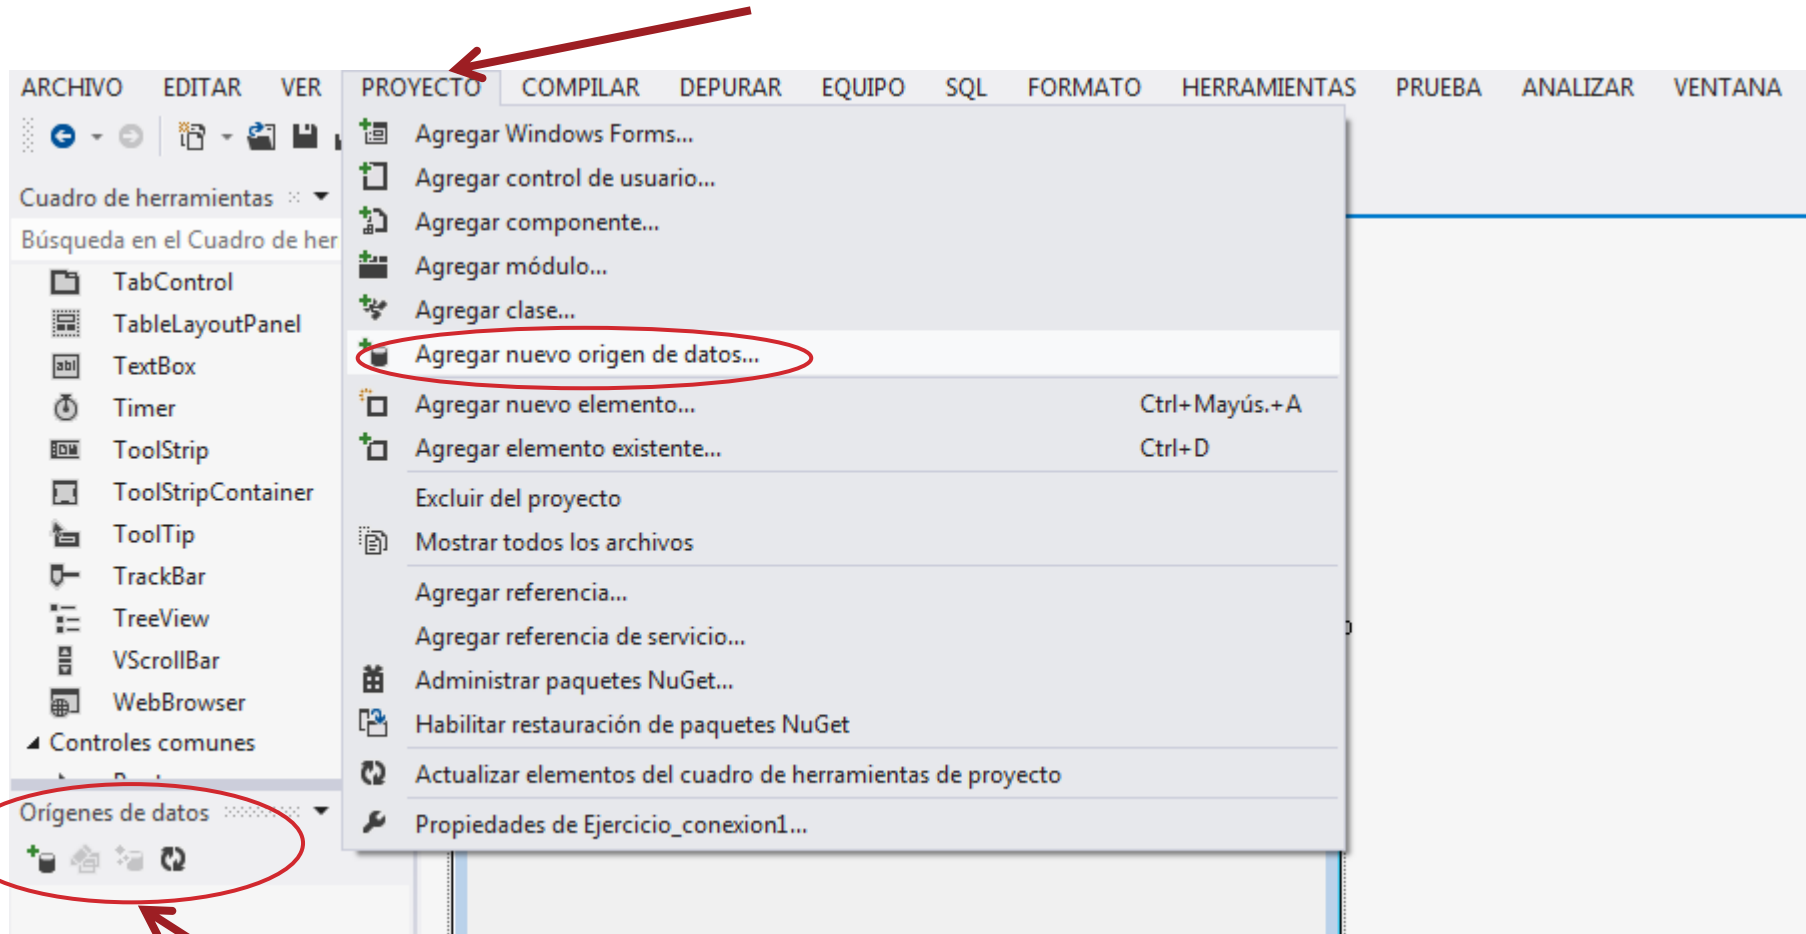 ARCHIVO EDITAR VER PROYECTO COMPILAR DEPURAR EQUIPO SQL FORMATO HERRAMIENTAS PRUEBA ANALIZAR VENTANA
Cuadro de herramientas
Búsqueda en el Cuadro de her
TabControl
TableLayoutPanel
abl
TextBox
Timer
ToolStrip
ToolStripContainer
ToolTip
TrackBar
TreeView
VScrollBar
WebBrowser
Controles comunes
Orígenes de datos
Agregar Windows Forms...
Agregar control de usuario...
Agregar componente...
Agregar módulo...
Agregar clase...
Agregar nuevo origen de datos...
Agregar nuevo elemento... Ctrl+Mayús.+A
Agregar elemento existente... Ctrl+D
Excluir del proyecto
Mostrar todos los archivos
Agregar referencia...
Agregar referencia de servicio...
Administrar paquetes NuGet...
Habilitar restauración de paquetes NuGet
Actualizar elementos del cuadro de herramientas de proyecto
Propiedades de Ejercicio_conexion1...